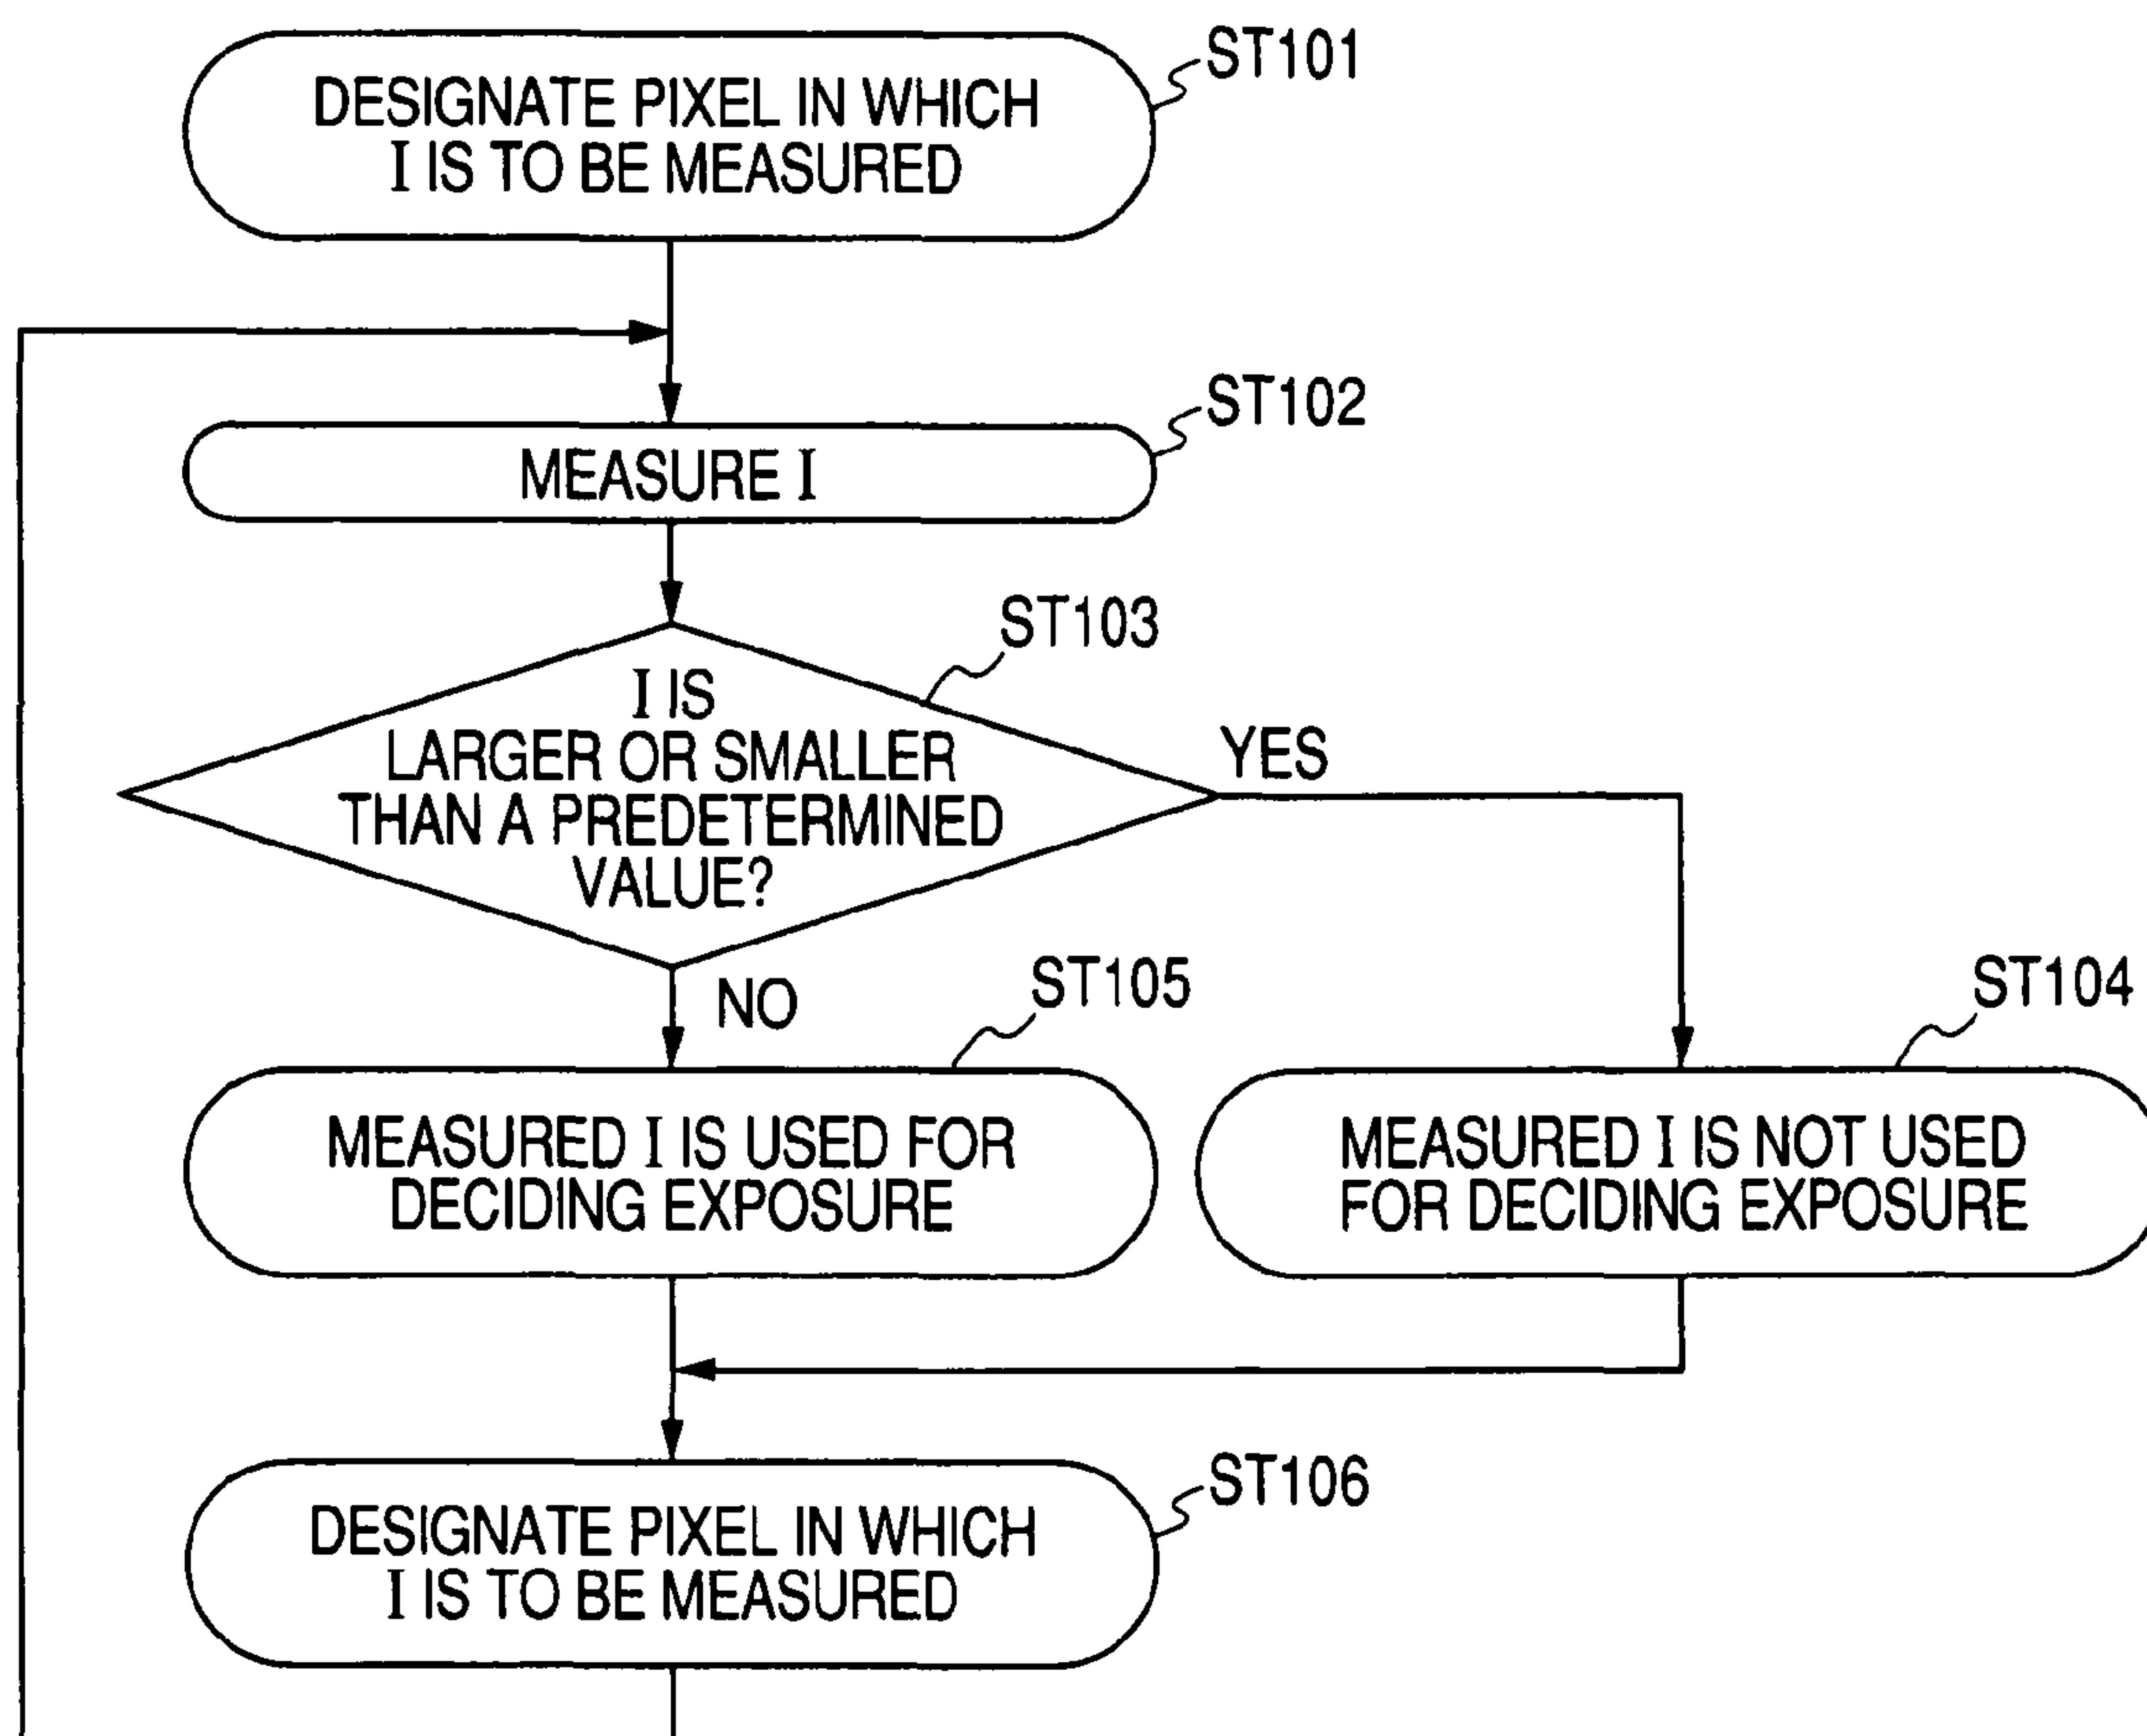 ST101
DESIGNATE PIXEL IN WHICH
I IS TO BE MEASURED
ST102
MEASURE I
ST103
I IS
LARGER OR SMALLER
THAN A PREDETERMINED
VALUE?
YES
NO
ST105
ST104
MEASURED I IS USED FOR
DECIDING EXPOSURE
MEASURED I IS NOT USED
FOR DECIDING EXPOSURE
ST106
DESIGNATE PIXEL IN WHICH
I IS TO BE MEASURED